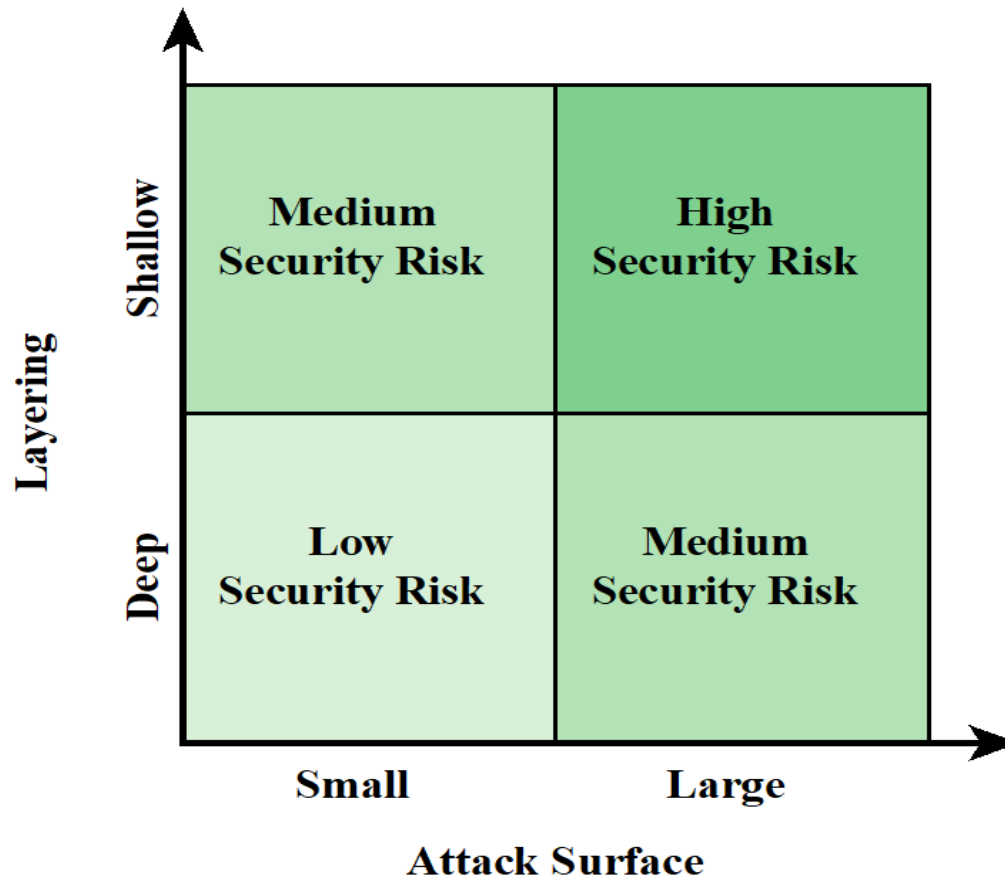 Layering
Shallow
Deep
Medium
Security Risk
High
Security Risk
Low
Security Risk
Medium
Security Risk
Small
Large
Attack Surface